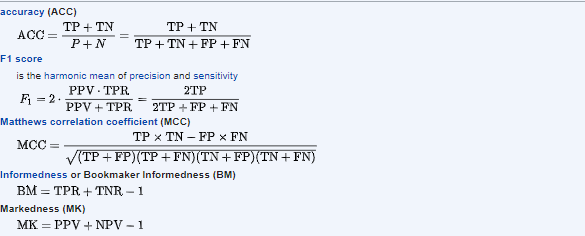 accuracy (ACC)
ACC = TP + TN / P + N = TP + TN / TP + TN + FP + FN
F1 score
is the harmonic mean of precision and sensitivity
F₁ = 2 · PPV · TPR / PPV + TPR = 2TP / 2TP + FP + FN
Matthews correlation coefficient (MCC)
MCC = TP × TN − FP × FN / √(TP + FP)(TP + FN)(TN + FP)(TN + FN)
Informedness or Bookmaker Informedness (BM)
BM = TPR + TNR − 1
Markedness (MK)
MK = PPV + NPV − 1